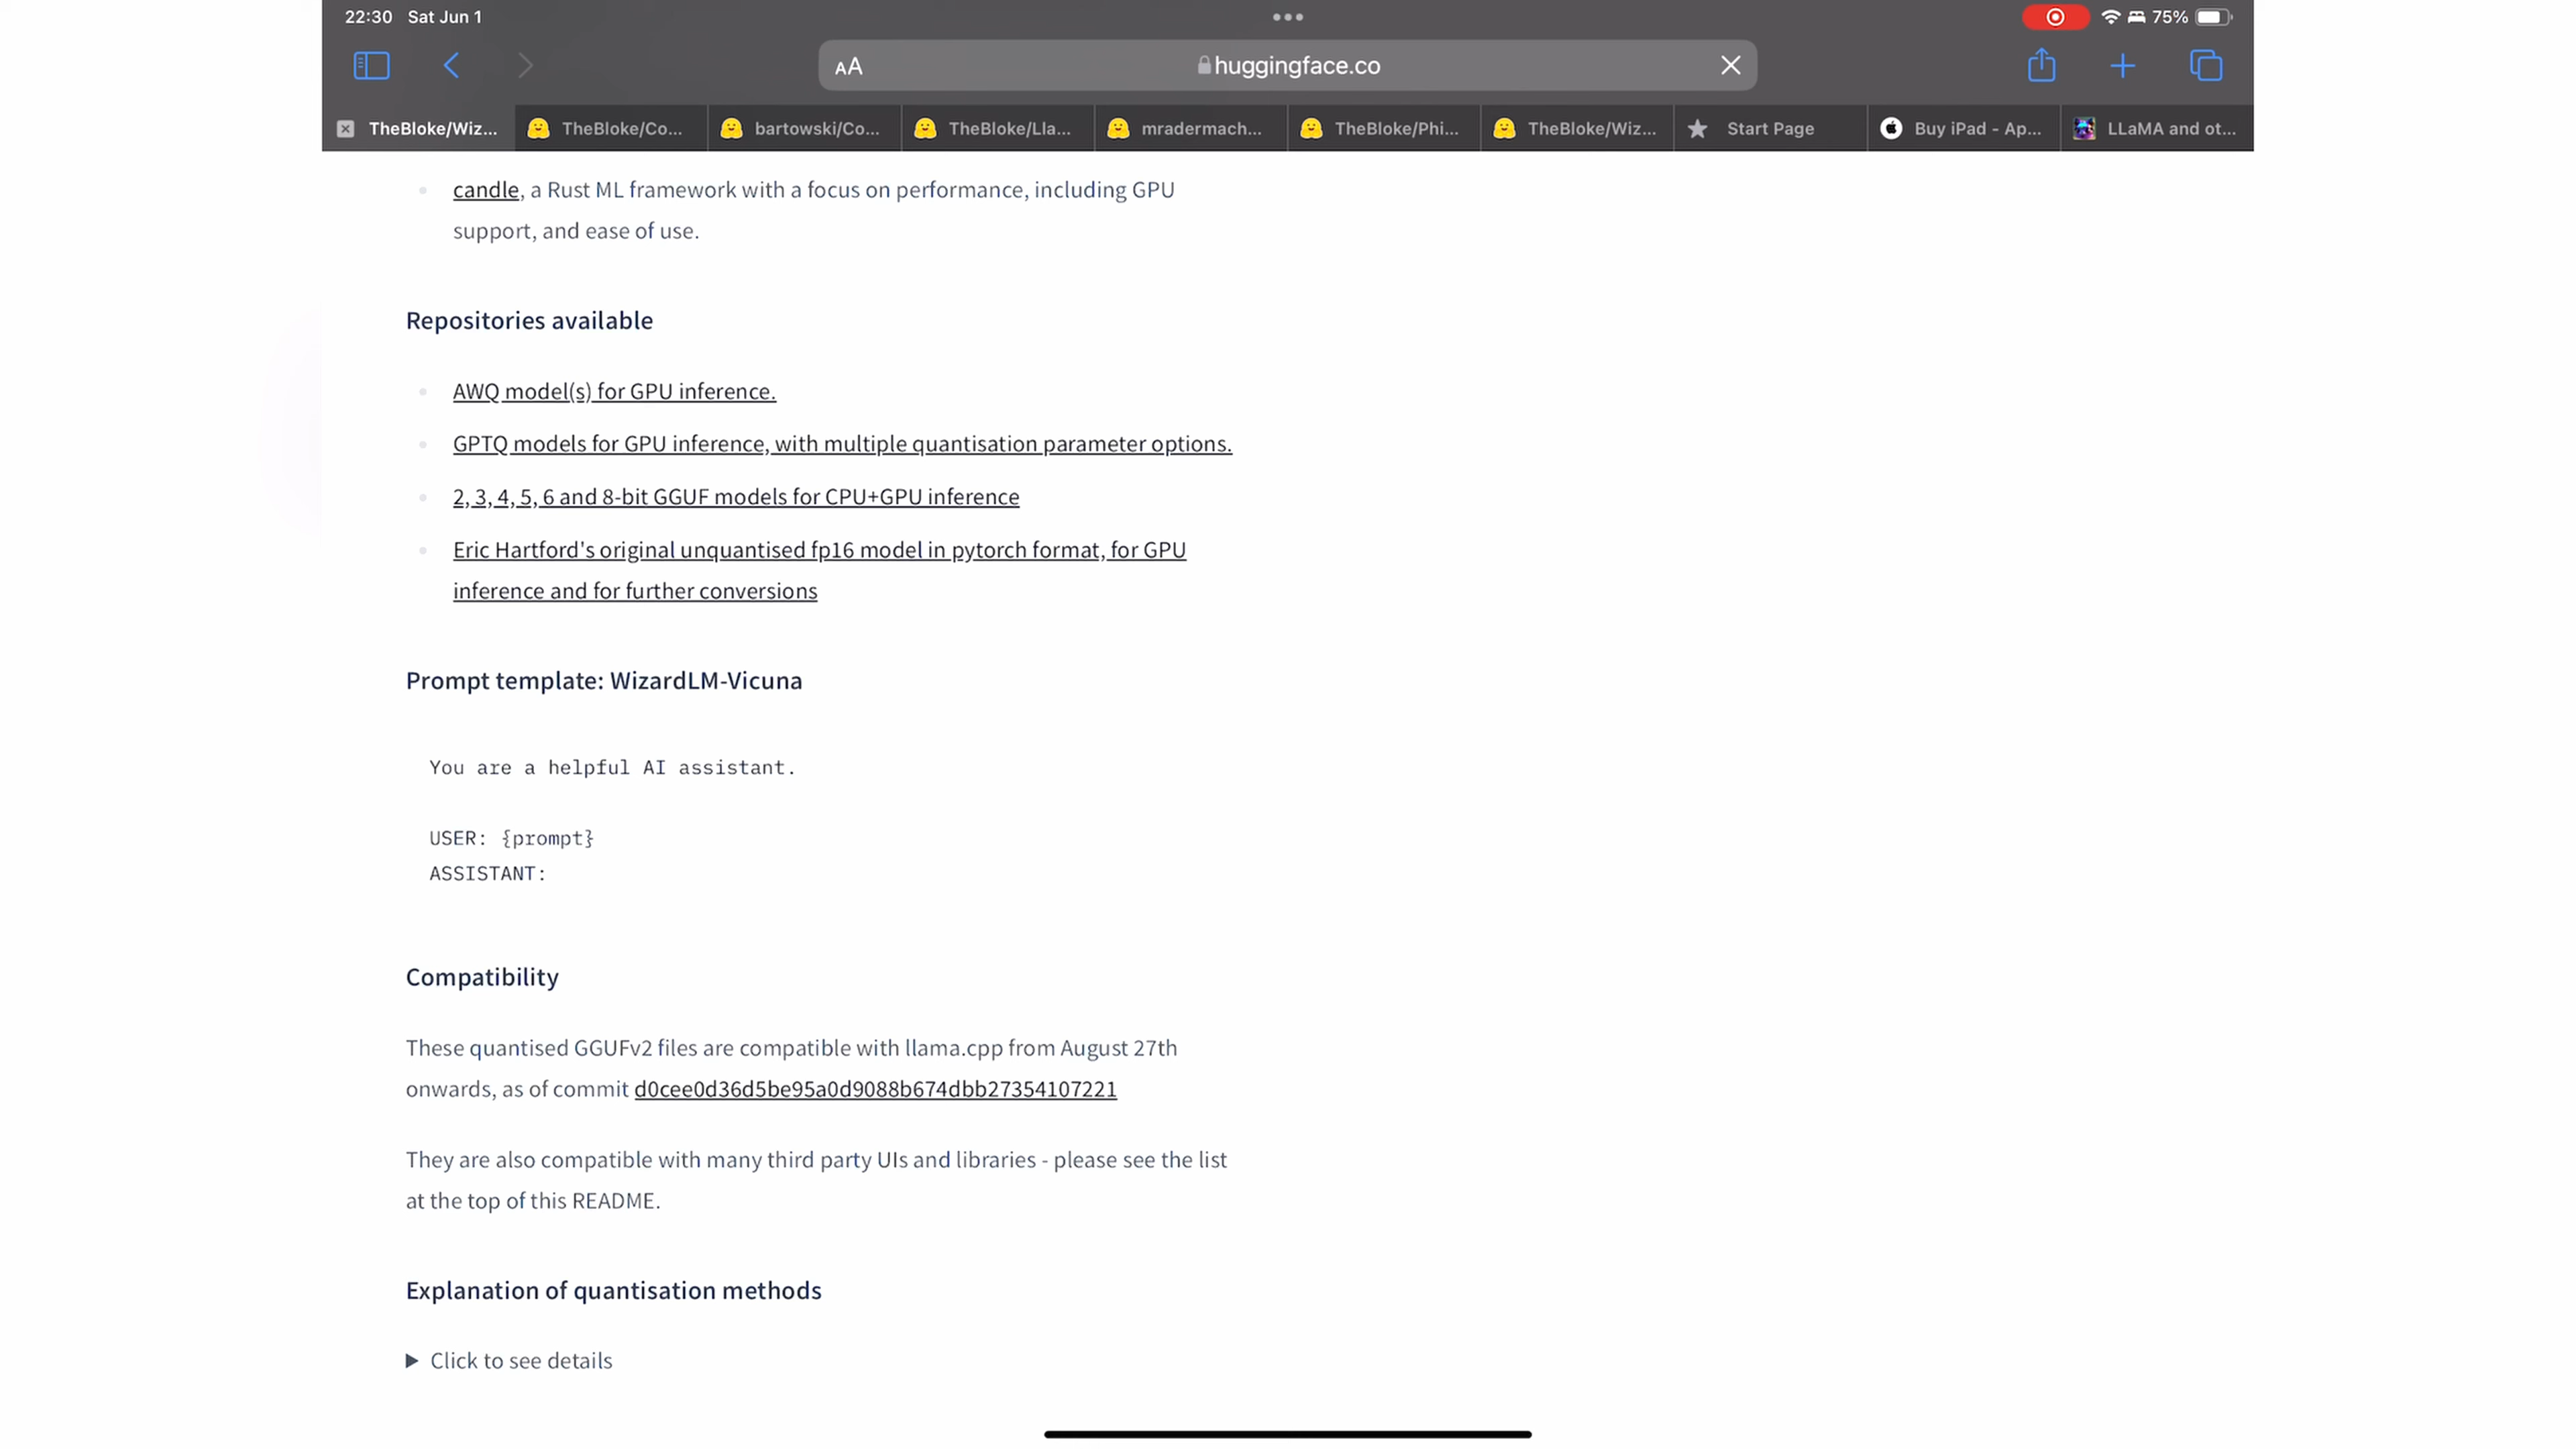 22:30 Sat Jun 1
75%
AA
huggingface.co
TheBloke/Wiz...
TheBloke/Co...
bartowski/Co...
TheBloke/Lla...
mradermach...
TheBloke/Phi...
TheBloke/Wiz...
Start Page
Buy iPad - Ap...
LLaMA and ot...
candle, a Rust ML framework with a focus on performance, including GPU
support, and ease of use.
Repositories available
AWQ model(s) for GPU inference.
GPTQ models for GPU inference, with multiple quantisation parameter options.
2, 3, 4, 5, 6 and 8-bit GGUF models for CPU+GPU inference
Eric Hartford's original unquantised fp16 model in pytorch format, for GPU
inference and for further conversions
Prompt template: WizardLM-Vicuna
You are a helpful AI assistant.
USER: {prompt}
ASSISTANT:
Compatibility
These quantised GGUFv2 files are compatible with llama.cpp from August 27th
onwards, as of commit d0cee0d36d5be95a0d9088b674dbb27354107221
They are also compatible with many third party UIs and libraries - please see the list
at the top of this README.
Explanation of quantisation methods
Click to see details